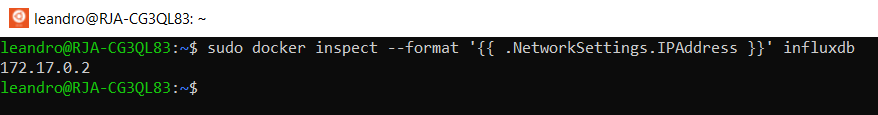 leandro@RJA-CG3QL83: ~
leandro@RJA-CG3QL83:~$ sudo docker inspect --format '{{ .NetworkSettings.IPAddress }}' influxdb
172.17.0.2
leandro@RJA-CG3QL83:~$